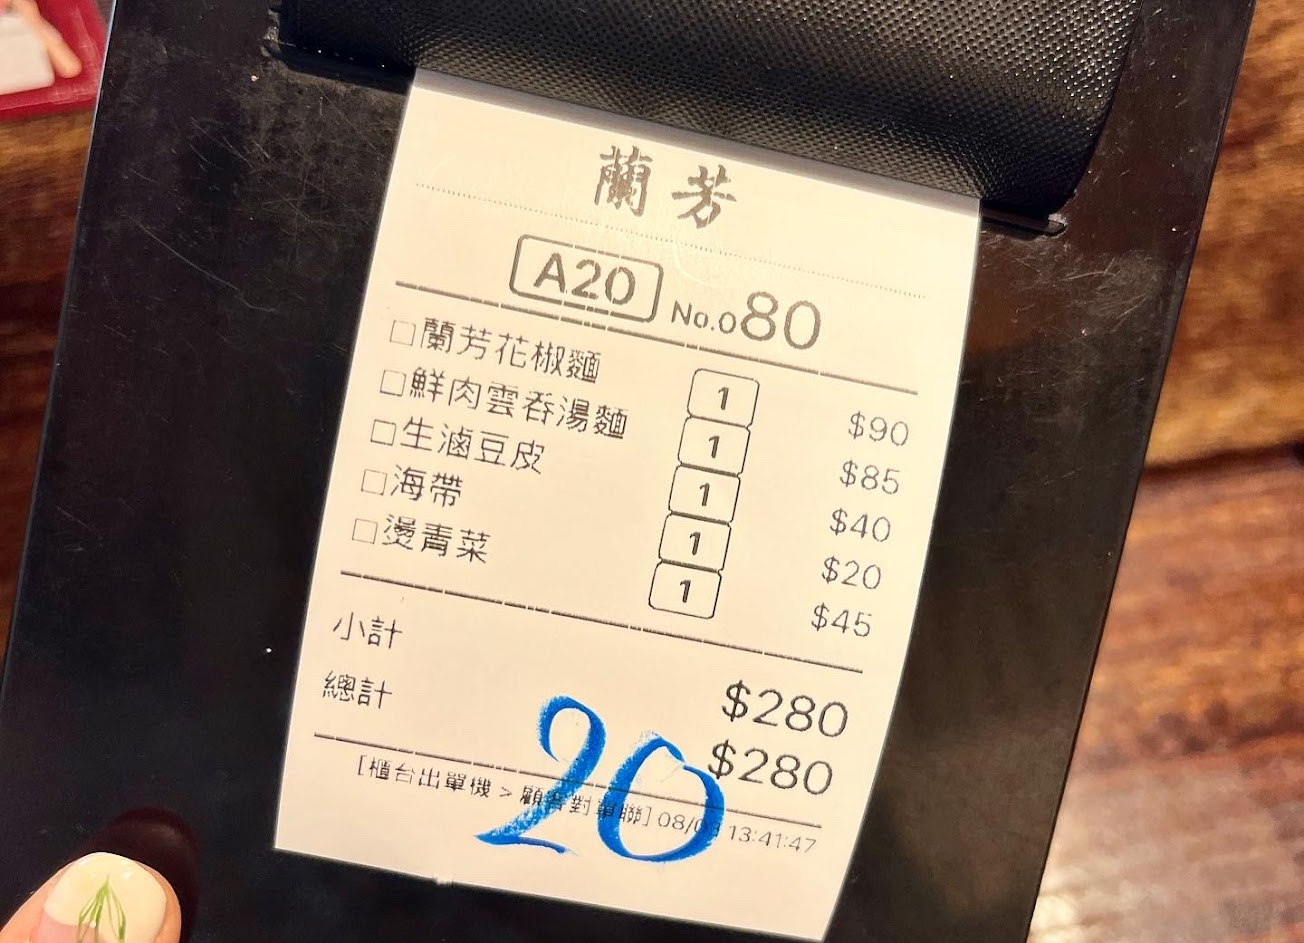 蘭芳
A20 No.080
□蘭芳花椒麵 1 $90
□鮮肉雲吞湯麵 1 $85
□生滷豆皮 1 $40
□海帶 1 $20
□燙青菜 1 $45
小計 $280
總計 $280
20
[櫃台出單機 > 顧客對單聯] 08/ 13:41:47